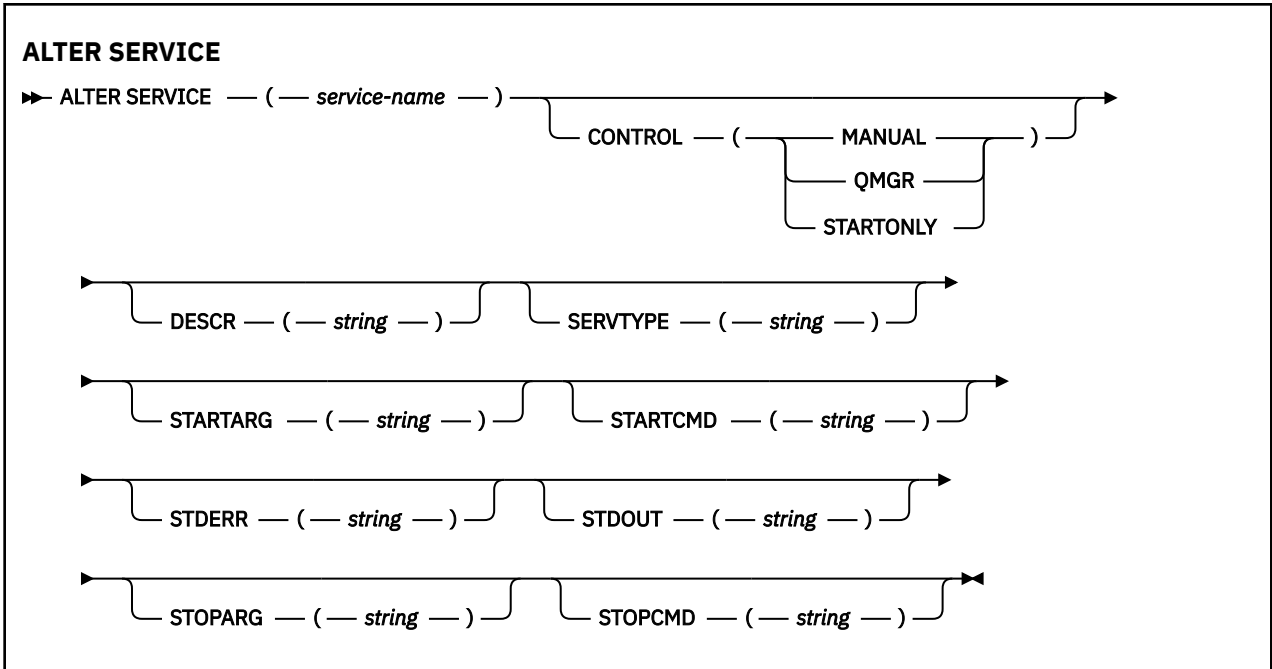 ALTER SERVICE
ALTER SERVICE ( service-name )
CONTROL ( MANUAL )
QMGR
STARTONLY
DESCR ( string ) SERVTYPE ( string )
STARTARG ( string ) STARTCMD ( string )
STDERR ( string ) STDOUT ( string )
STOPARG ( string ) STOPCMD ( string )